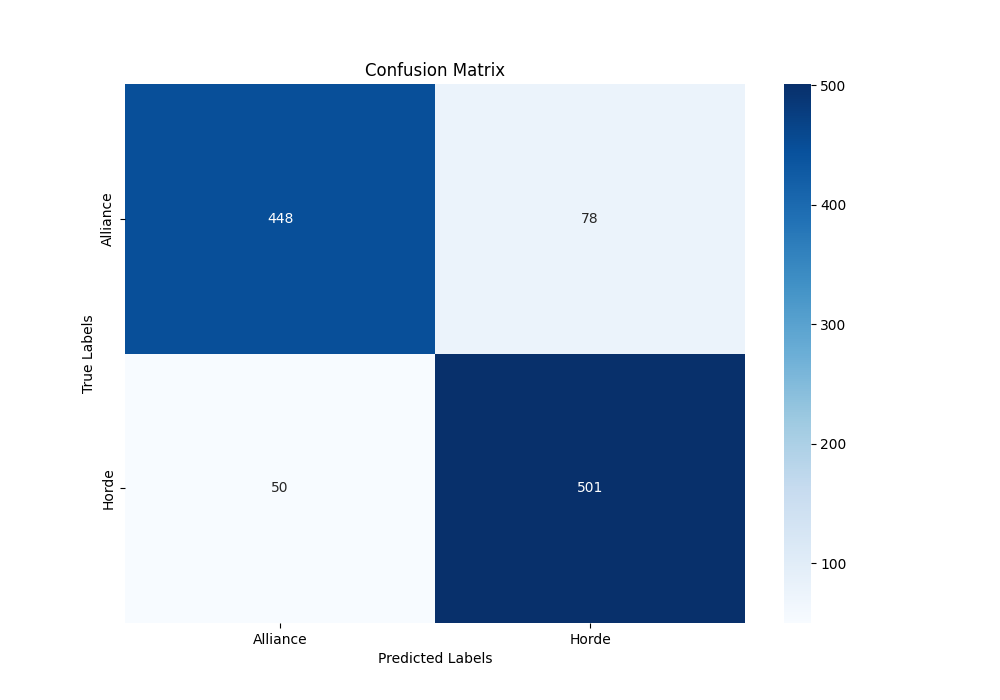 Confusion Matrix
True Labels
Alliance
Horde
448
78
50
501
Alliance
Horde
Predicted Labels
500
400
300
200
100